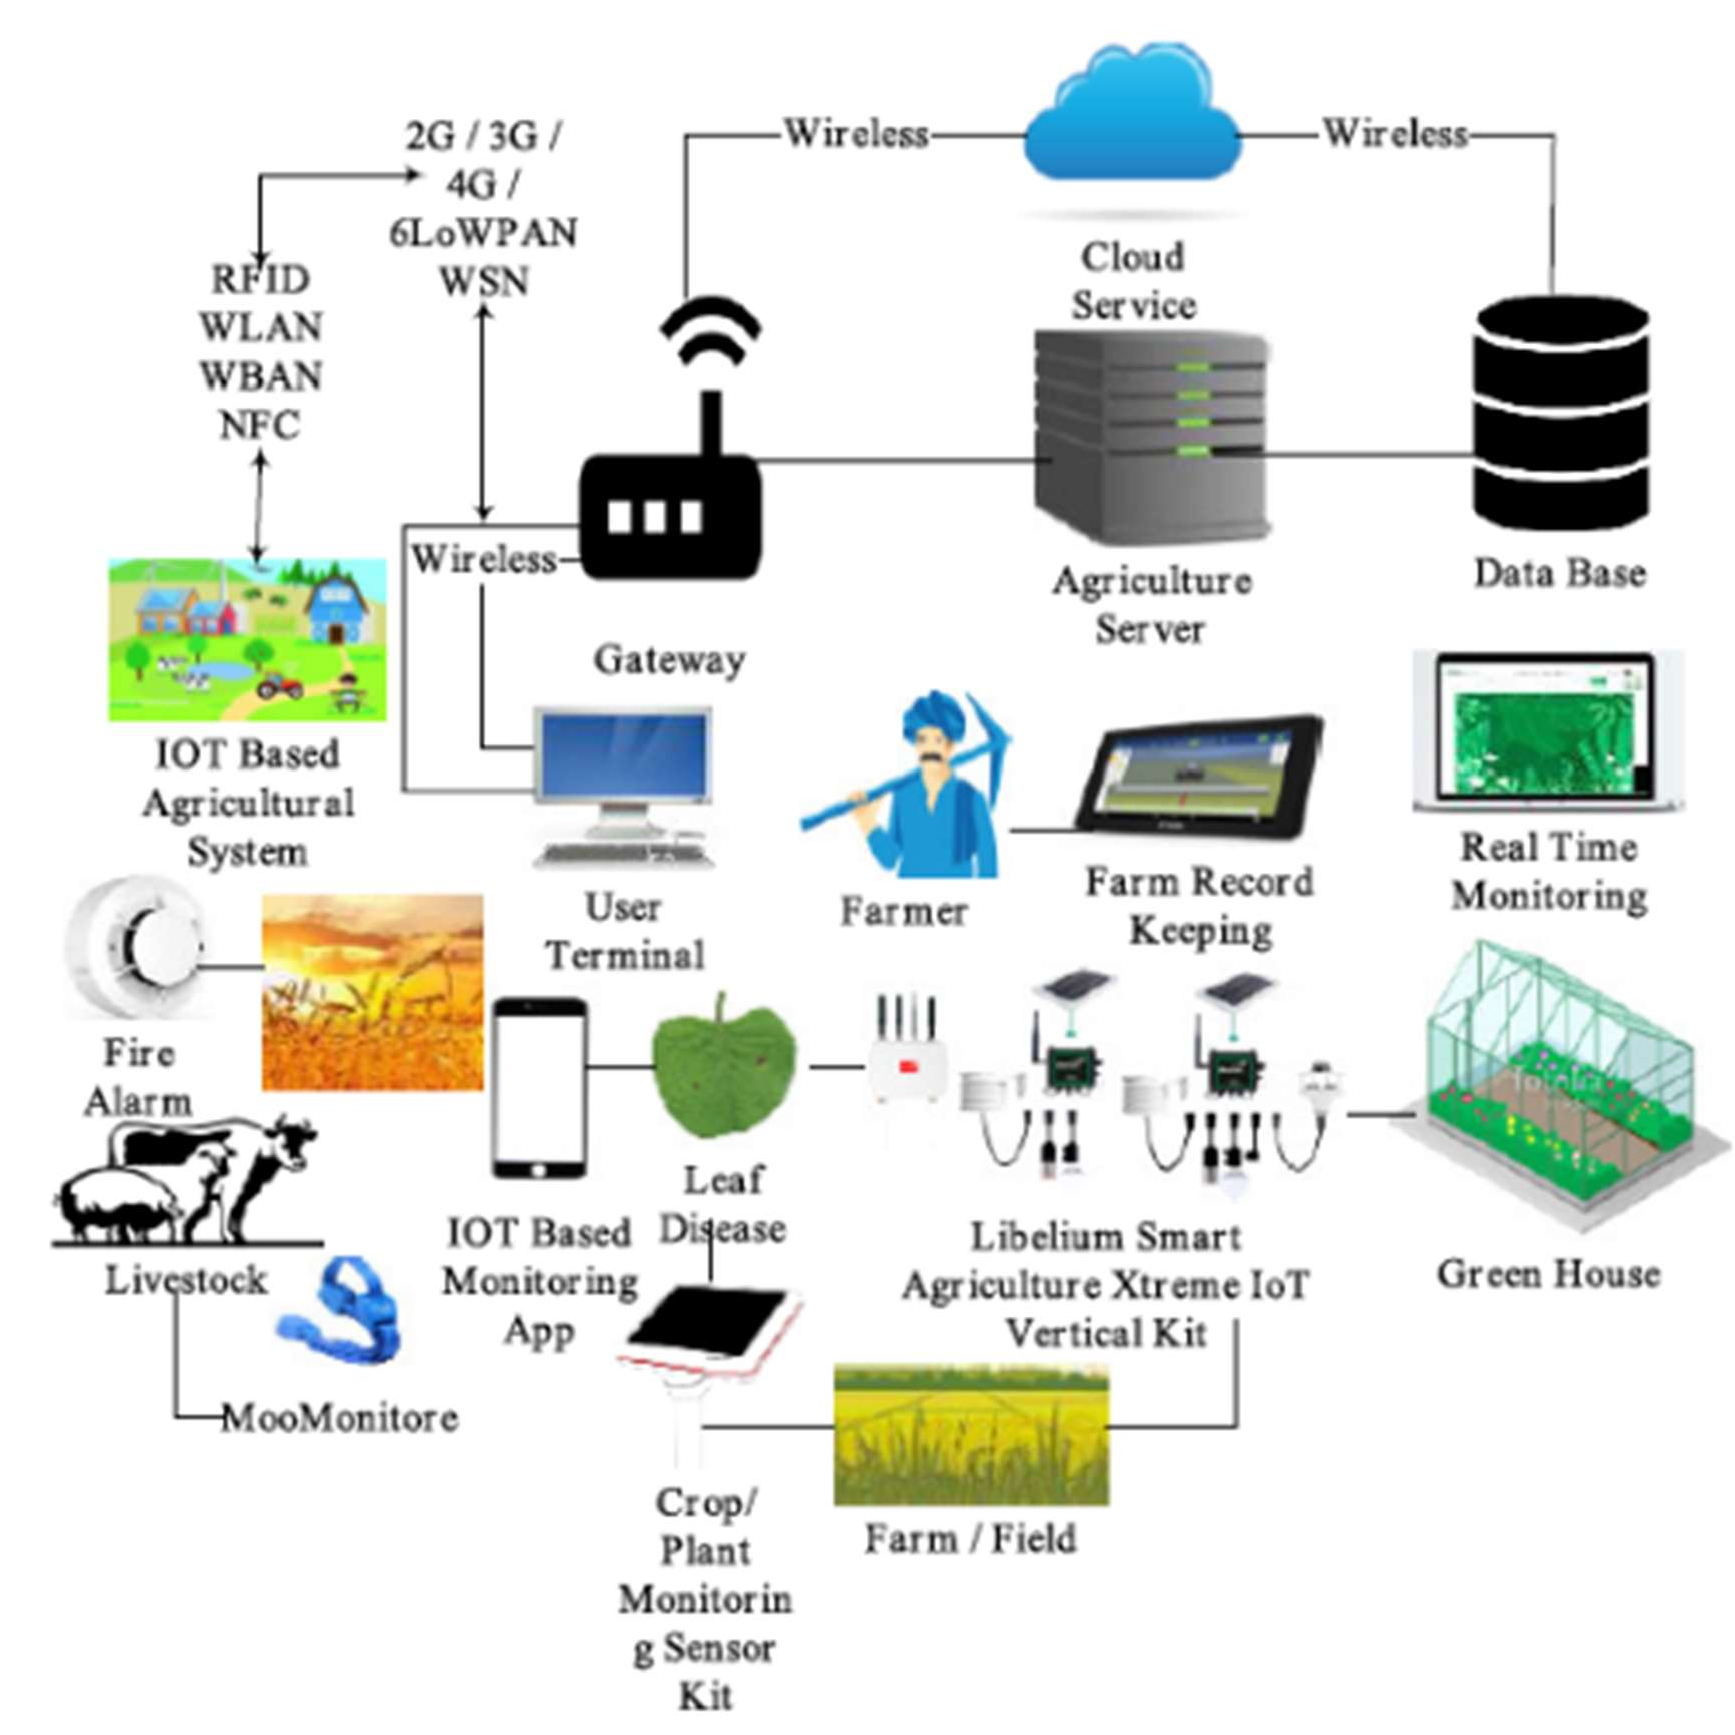 2G / 3G /
4G /
6LoWPAN
WSN
Wireless
Wireless
RFID
WLAN
WBAN
NFC
Cloud
Service
Wireless
Gateway
Agriculture
Server
Data Base
IOT Based
Agricultural
System
User
Terminal
Farmer
Farm Record
Keeping
Real Time
Monitoring
Fire
Alarm
Livestock
MooMonitore
IOT Based
Monitoring
App
Leaf
Disease
Libelium Smart
Agriculture Xtreme IoT
Vertical Kit
Green House
Crop/
Plant
Monitorin
g Sensor
Kit
Farm / Field